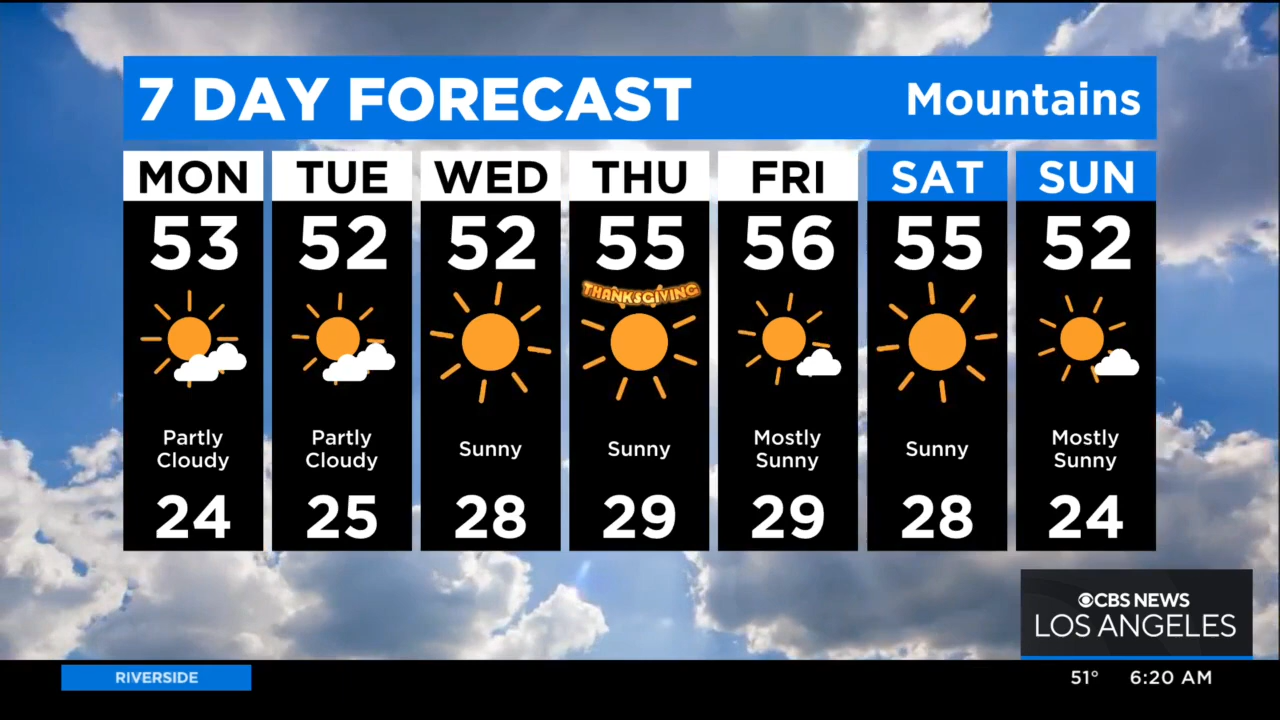 7 DAY FORECAST
Mountains
MON TUE WED THU FRI SAT SUN
53 52 52 55 56 55 52
THANKSGIVING
Partly Cloudy
Partly Cloudy
Sunny
Sunny
Mostly Sunny
Sunny
Mostly Sunny
24 25 28 29 29 28 24
CBS NEWS
LOS ANGELES
RIVERSIDE
51° 6:20 AM